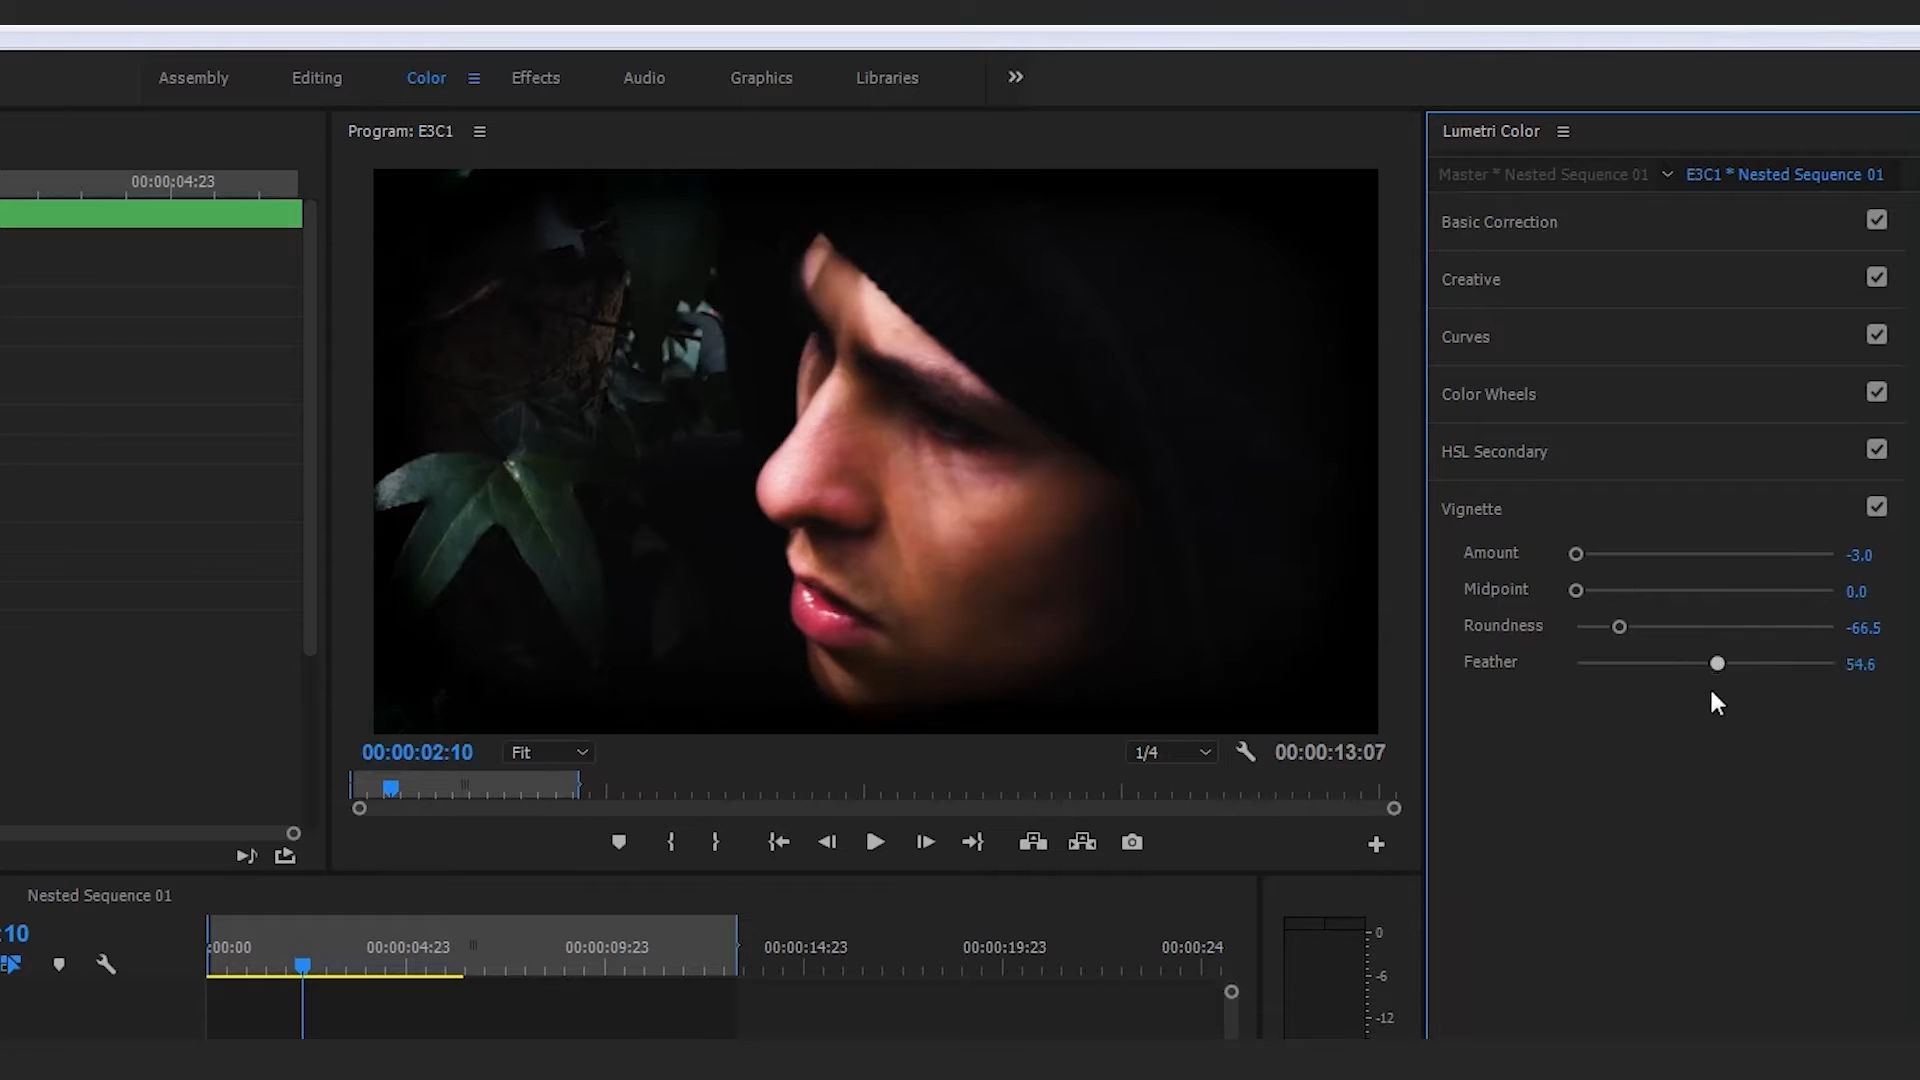 Assembly Editing Color Effects Audio Graphics Libraries
Program: E3C1
Lumetri Color
Master * Nested Sequence 01 E3C1 * Nested Sequence 01
00:00:04:23
Basic Correction
Creative
Curves
Color Wheels
HSL Secondary
Vignette
Amount -3.0
Midpoint 0.0
Roundness -66.5
Feather 54.6
00:00:02:10 Fit 1/4 00:00:13:07
Nested Sequence 01
:10
:00:00 00:00:04:23 00:00:09:23 00:00:14:23 00:00:19:23 00:00:24
0
-6
-12